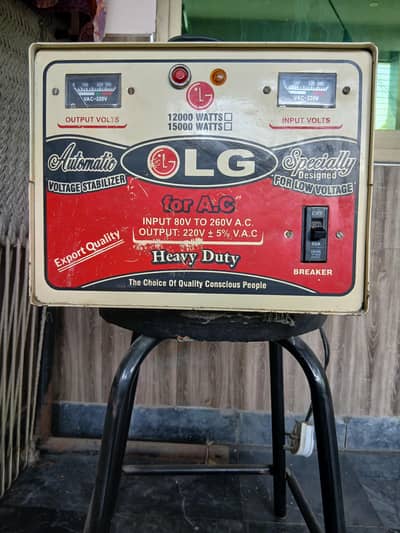 VAC-220V
VAC-220V
OUTPUT VOLTS
INPUT VOLTS
12000 WATTS
15000 WATTS
Automatic
VOLTAGE STABILIZER
LG
Specially
Designed
FOR LOW VOLTAGE
for A.C
INPUT 80V TO 260V A.C.
OUTPUT: 220V ± 5% V.A.C
Export Quality
Heavy Duty
BREAKER
The Choice Of Quality Conscious People